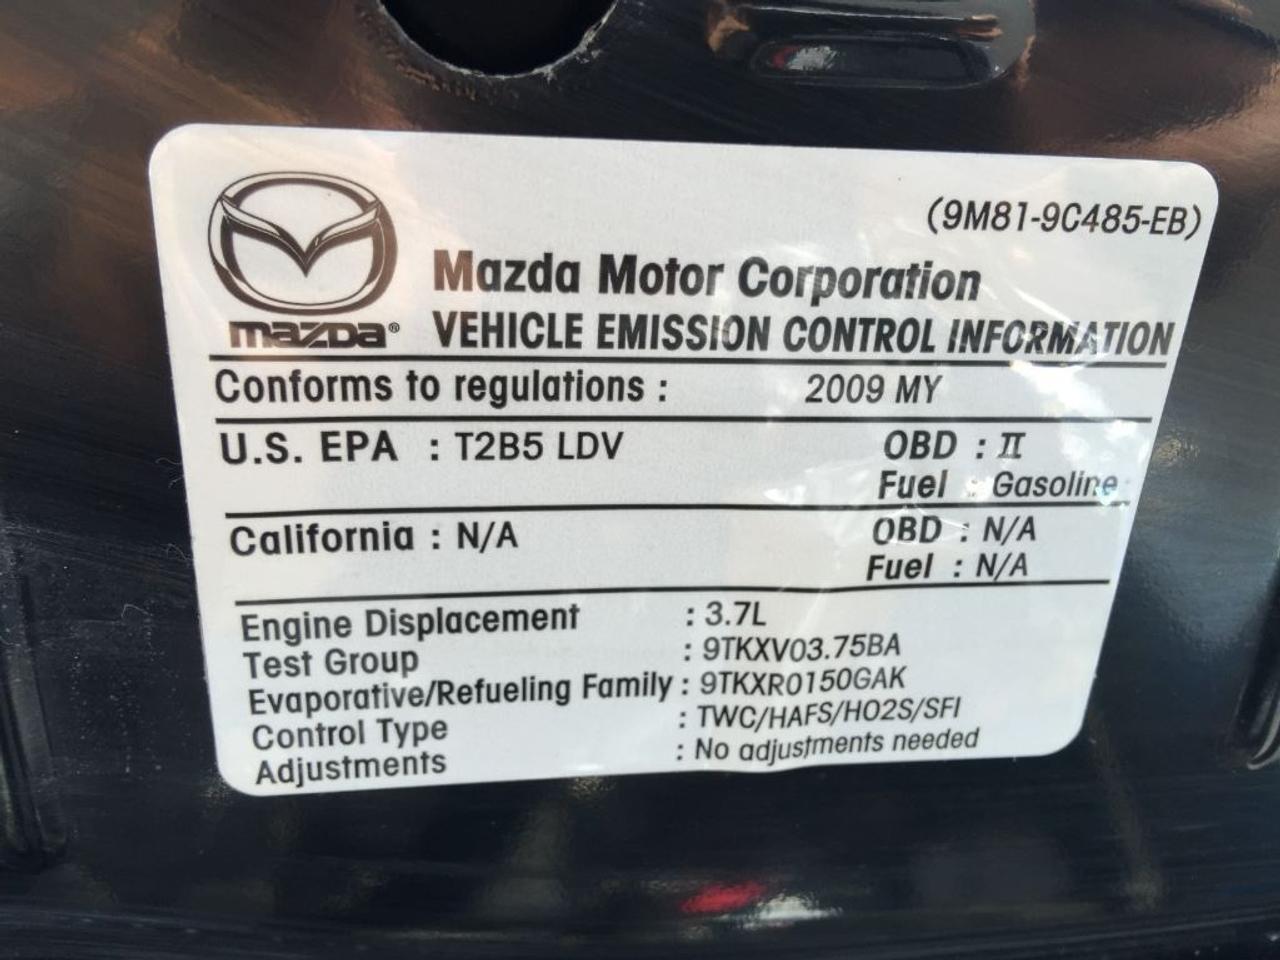 (9M81-9C485-EB)
Mazda Motor Corporation
mazda® VEHICLE EMISSION CONTROL INFORMATION
Conforms to regulations : 2009 MY
U.S. EPA : T2B5 LDV OBD : II
Fuel : Gasoline
California : N/A OBD : N/A
Fuel : N/A
Engine Displacement : 3.7L
Test Group : 9TKXV03.75BA
Evaporative/Refueling Family : 9TKXR0150GAK
Control Type : TWC/HAFS/HO2S/SFI
Adjustments : No adjustments needed